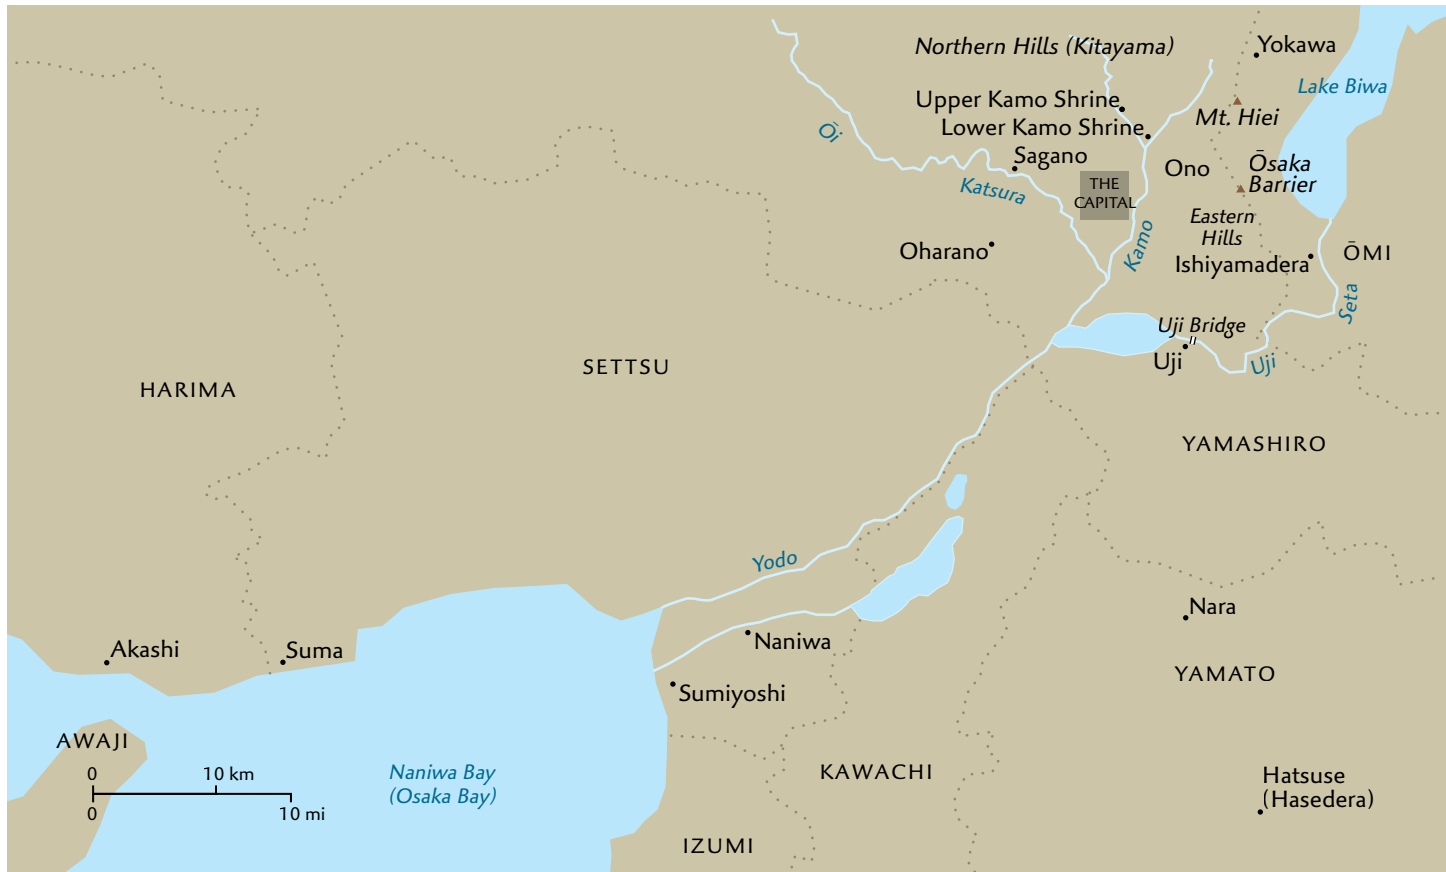 Northern Hills (Kitayama)
Yokawa
Lake Biwa
Upper Kamo Shrine
Mt. Hiei
Lower Kamo Shrine
Ōi
Sagano
Ono
Ōsaka
Barrier
Katsura
THE
CAPITAL
Eastern
Hills
Kamo
Oharano
Ishiyamadera
ŌMI
Seta
Uji Bridge
Uji
Uji
SETTSU
HARIMA
YAMASHIRO
Yodo
Nara
Naniwa
Akashi
Suma
YAMATO
Sumiyoshi
AWAJI
0
10 km
0
10 mi
Naniwa Bay
(Osaka Bay)
KAWACHI
Hatsuse
(Hasedera)
IZUMI